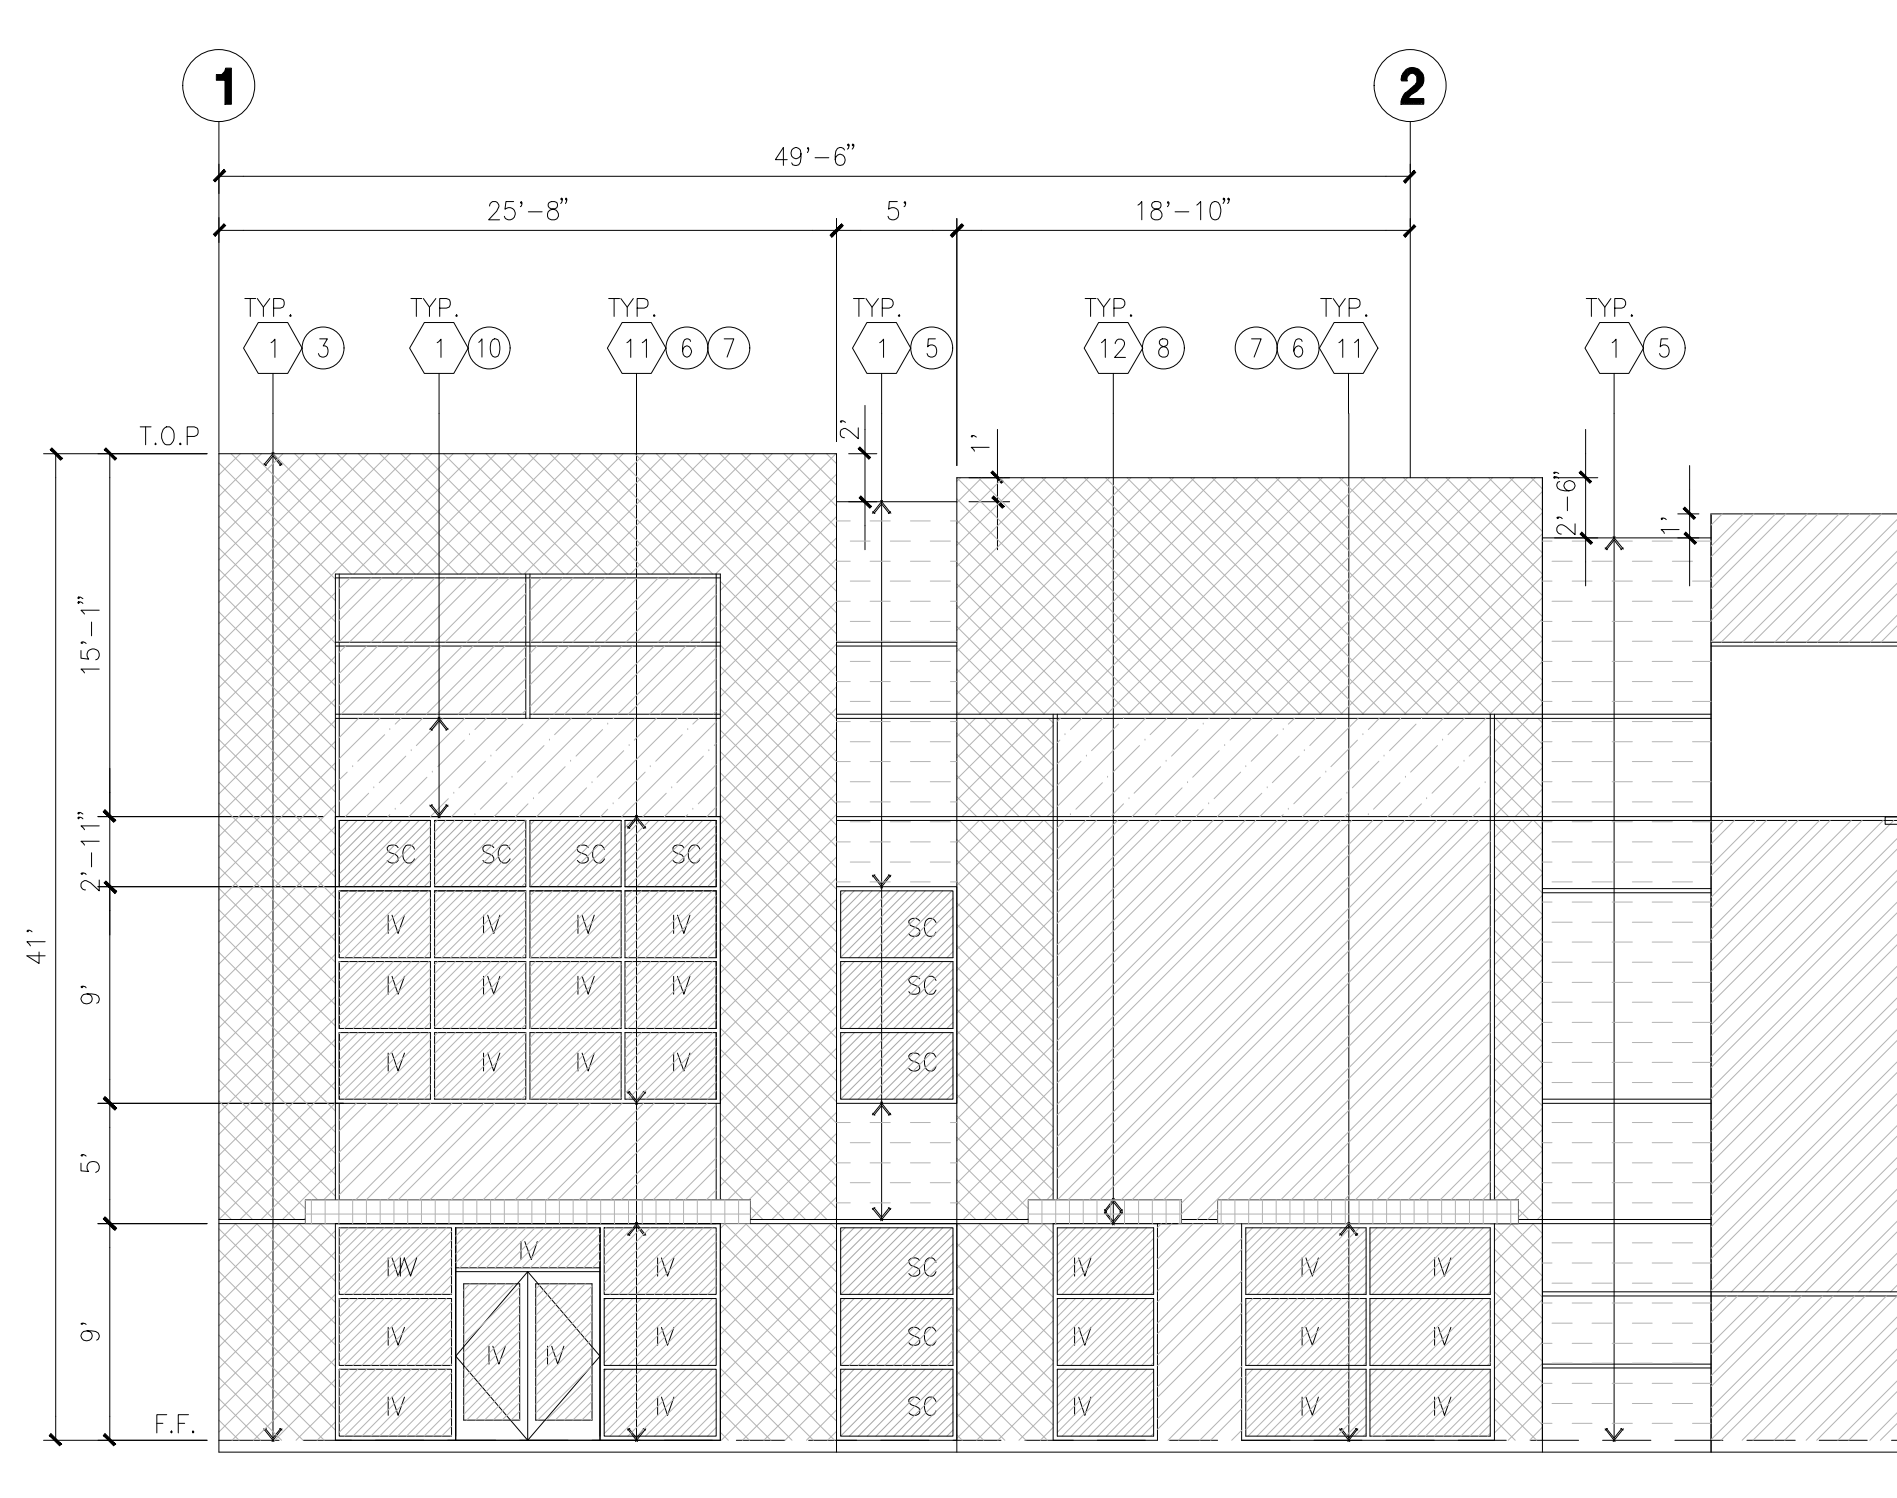 1 2
49'-6"
25'-8" 5' 18'-10"
TYP. TYP. TYP. TYP. TYP. TYP. TYP.
1 3 1 10 11 6 7 1 5 12 8 7 6 11 1 5
T.O.P 2' 1'
2'-6" 1'
15'-1"
2'-11" SC SC SC SC
IV IV IV IV SC
41'
9' IV IV IV IV SC
IV IV IV IV SC
5'
IV
IV IV SC IV IV IV
9' IV IV SC IV IV IV
IV IV
IV IV SC IV IV IV
F.F.